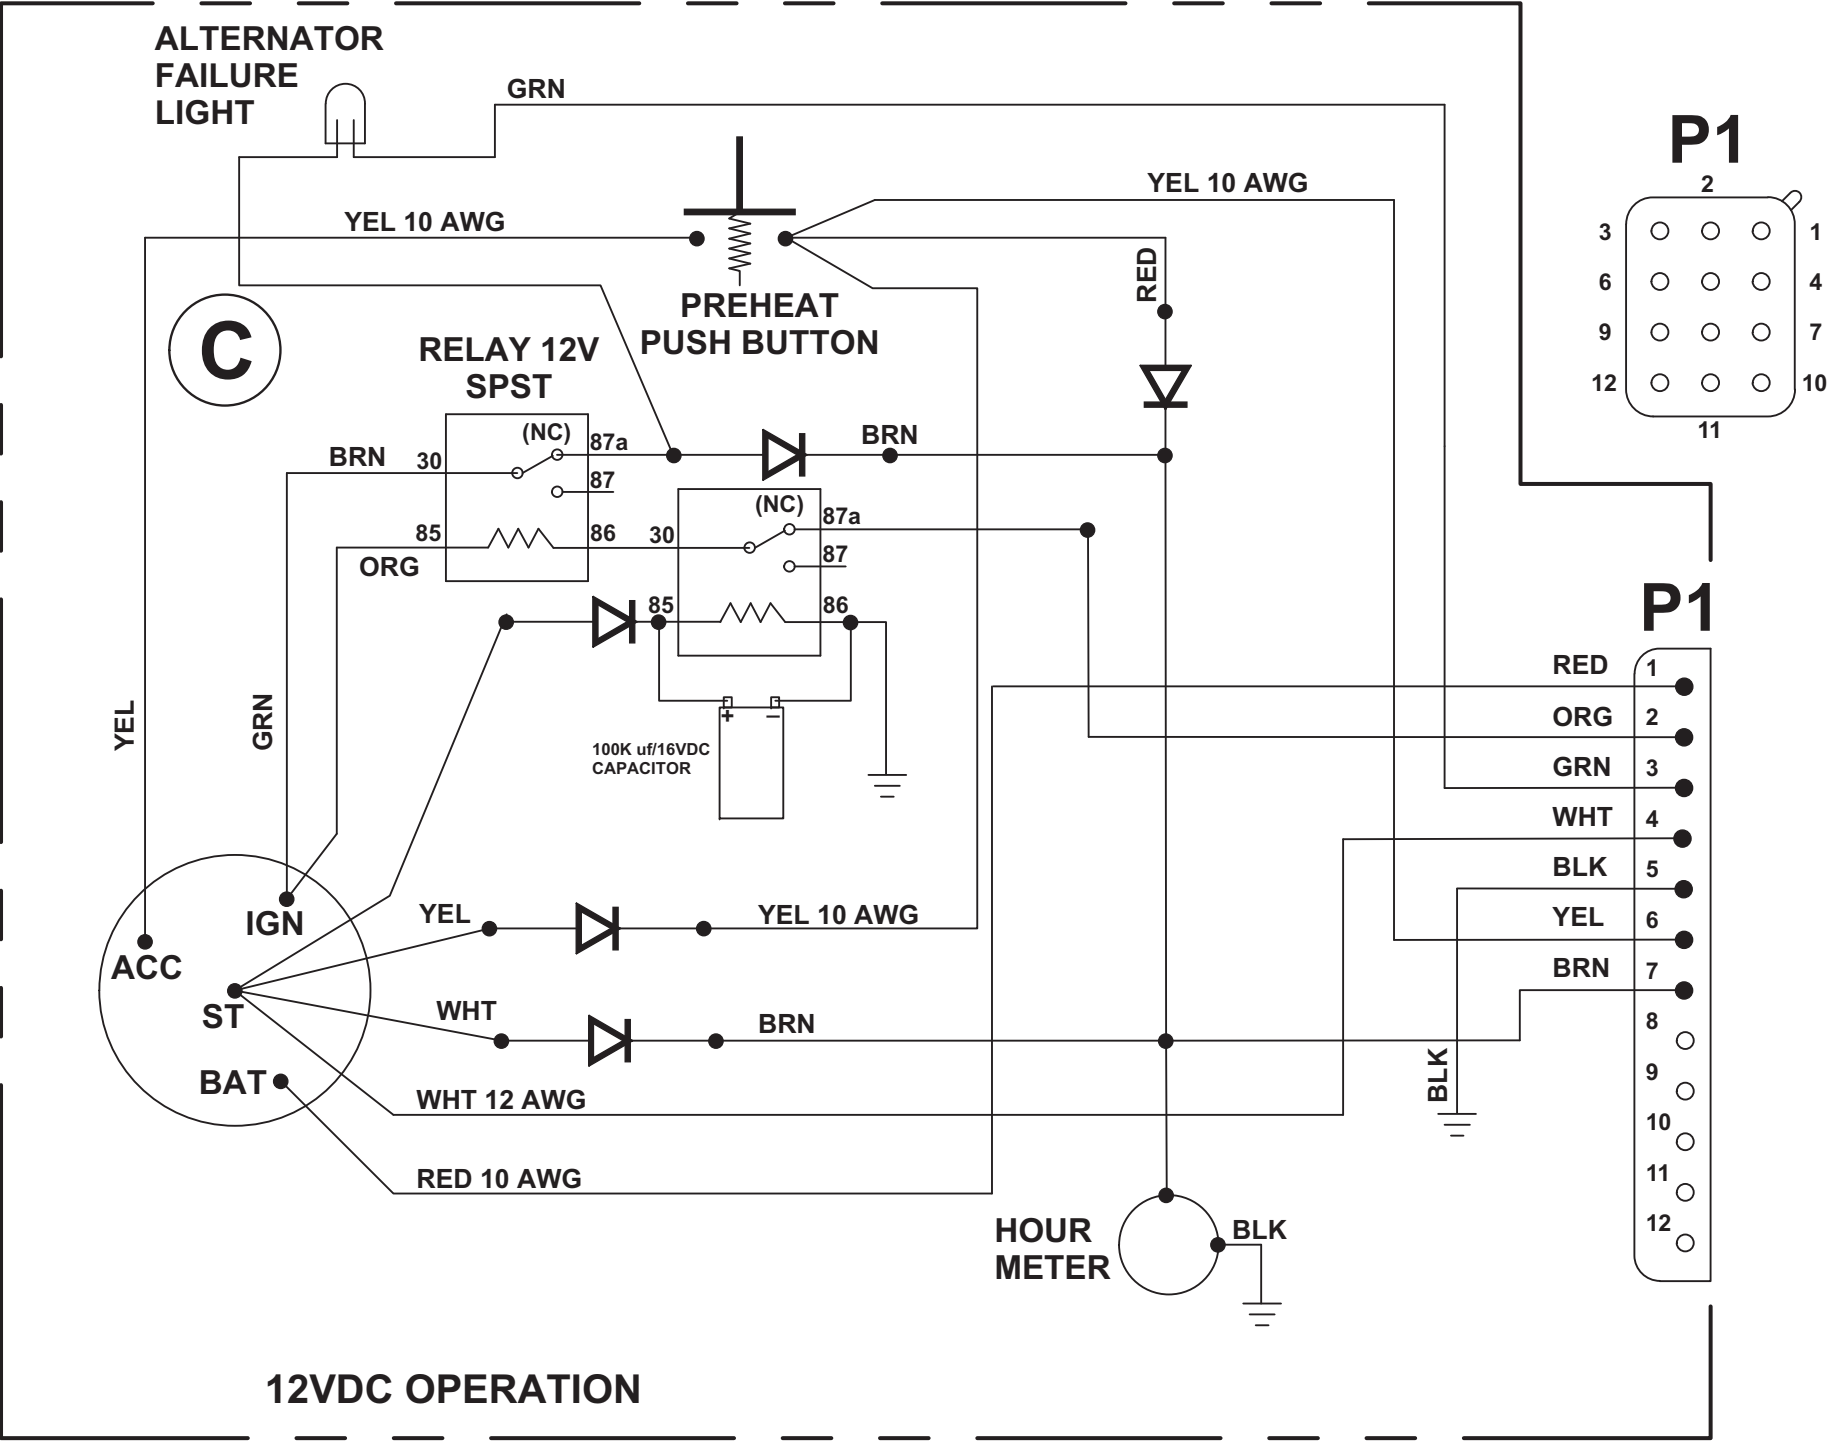 ALTERNATOR
FAILURE
LIGHT
GRN
P1
2
3
1
6
4
9
7
12
10
11
YEL 10 AWG
YEL 10 AWG
RED
PREHEAT
PUSH BUTTON
C
RELAY 12V
SPST
(NC)
87a
BRN
30
87
85
86
ORG
BRN
(NC)
87a
30
87
85
86
+
–
100K uf/16VDC
CAPACITOR
YEL
GRN
P1
RED 1
ORG 2
GRN 3
WHT 4
BLK 5
YEL 6
BRN 7
8
9
10
11
12
IGN
ACC
ST
BAT
YEL
YEL 10 AWG
WHT
BRN
WHT 12 AWG
RED 10 AWG
BLK
HOUR
METER
BLK
12VDC OPERATION